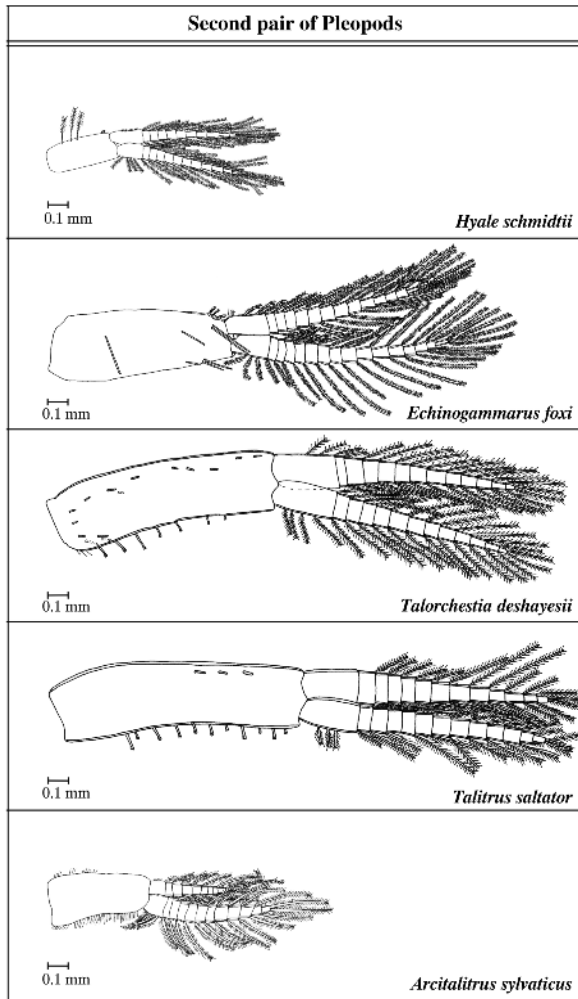 Second pair of Pleopods
0.1 mm
Hyale schmidtii
0.1 mm
Echinogammarus foxi
0.1 mm
Talorchestia deshayesii
0.1 mm
Talitrus saltator
0.1 mm
Arcitalitrus sylvaticus